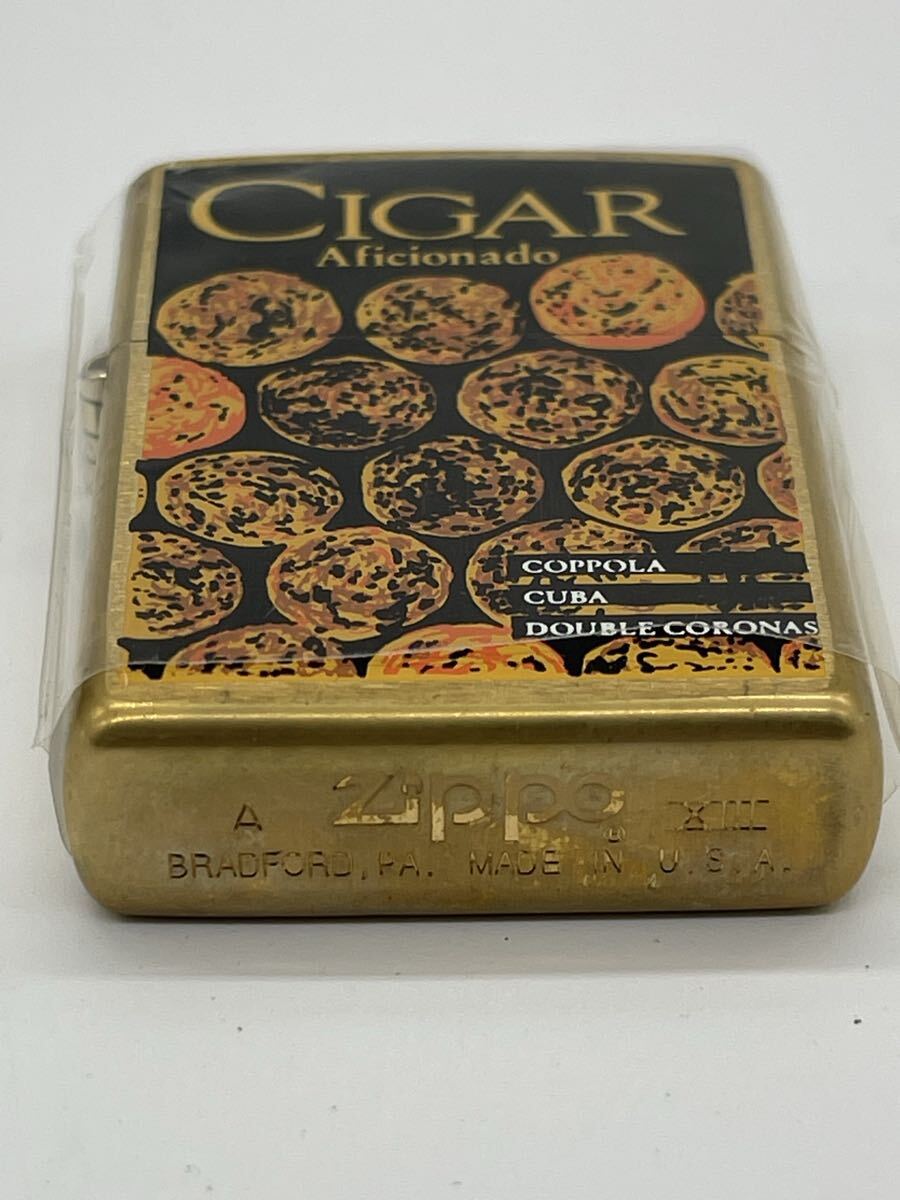 CIGAR
Aficionado
COPPOLA
CUBA
DOUBLE CORONAS
A Zippo ® XIII
BRADFORD, PA. MADE IN U.S.A.